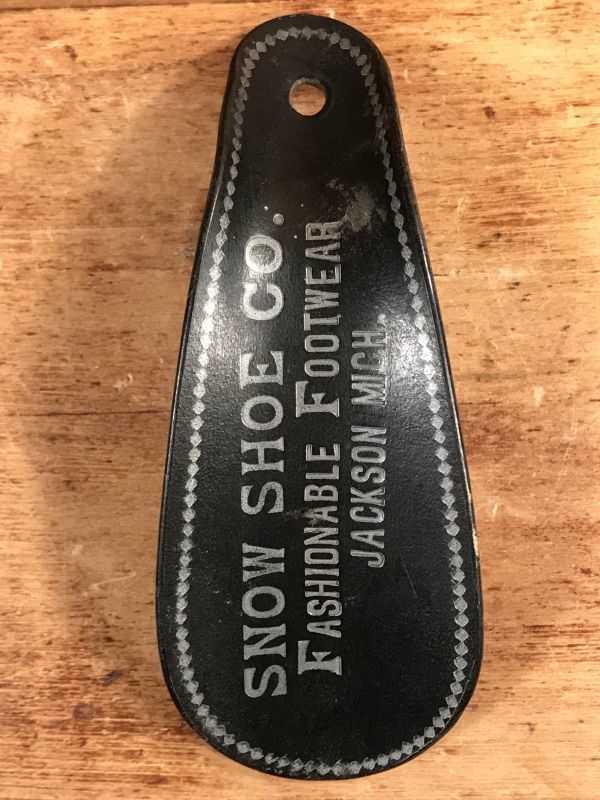 SNOW SHOE CO.
FASHIONABLE FOOTWEAR
JACKSON MICH.